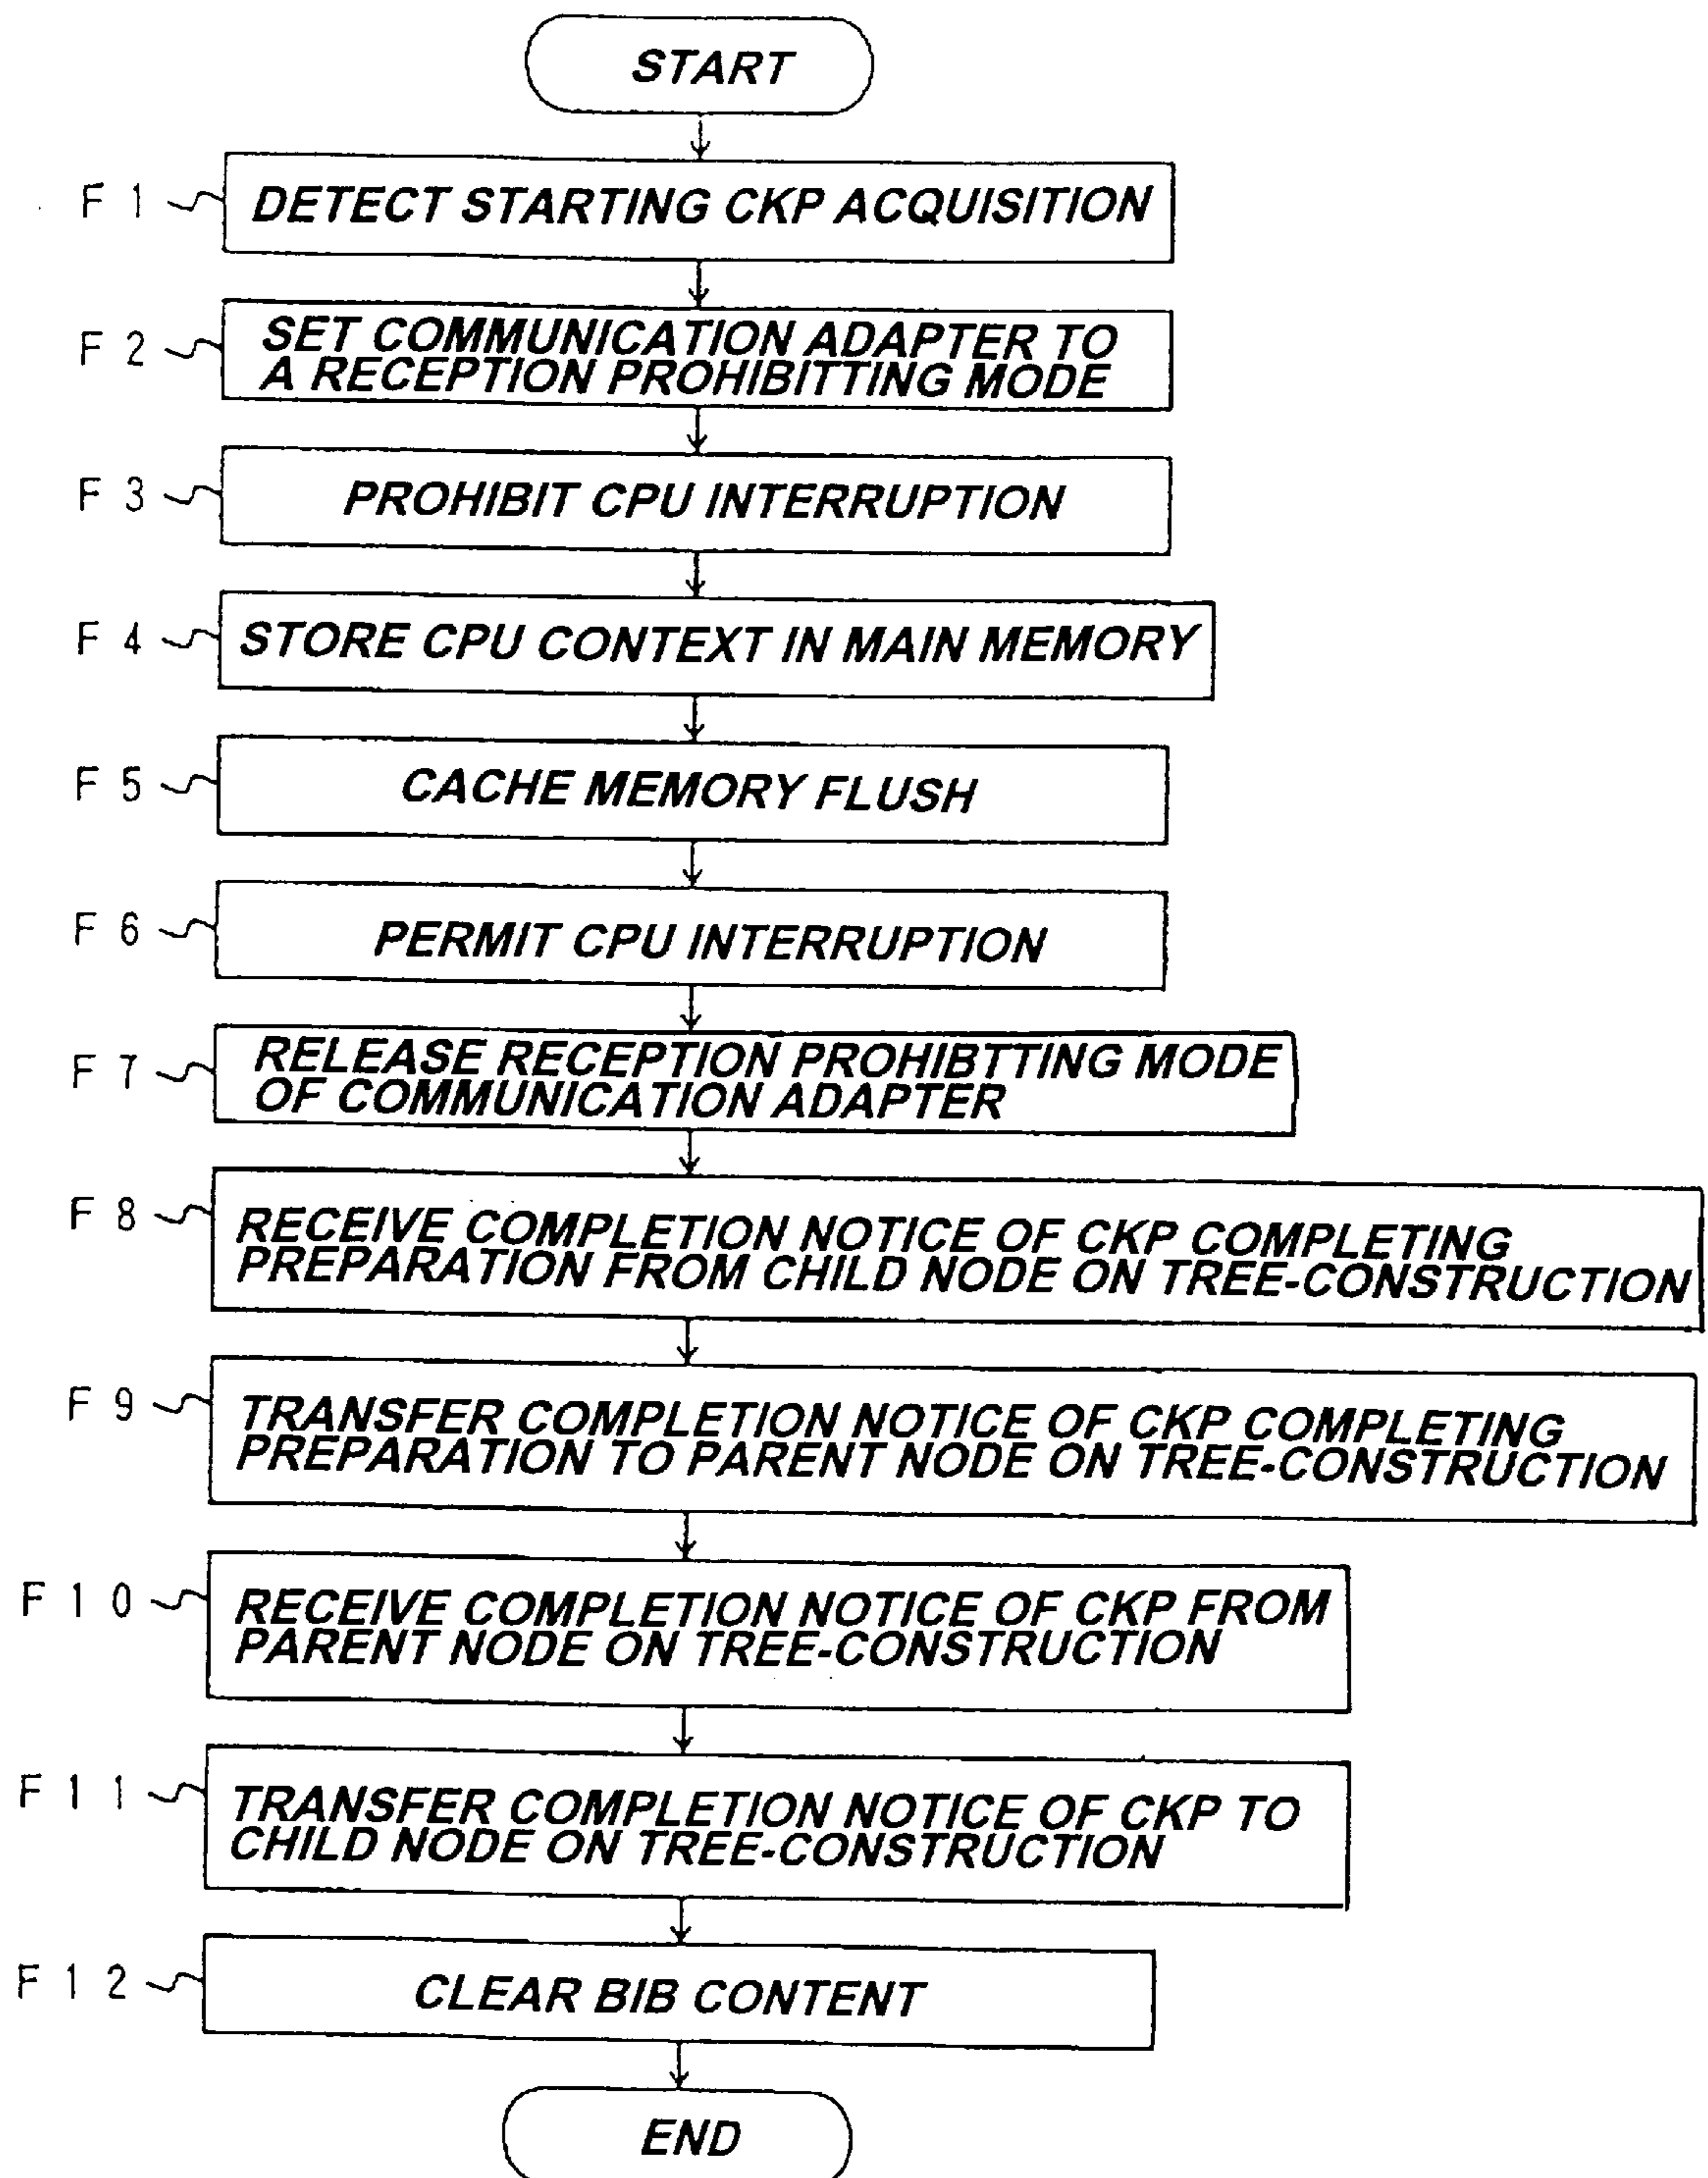 START
F 1 DETECT STARTING CKP ACQUISITION
F 2 SET COMMUNICATION ADAPTER TO
A RECEPTION PROHIBITTING MODE
F 3 PROHIBIT CPU INTERRUPTION
F 4 STORE CPU CONTEXT IN MAIN MEMORY
F 5 CACHE MEMORY FLUSH
F 6 PERMIT CPU INTERRUPTION
F 7 RELEASE RECEPTION PROHIBTTING MODE
OF COMMUNICATION ADAPTER
F 8 RECEIVE COMPLETION NOTICE OF CKP COMPLETING
PREPARATION FROM CHILD NODE ON TREE-CONSTRUCTION
F 9 TRANSFER COMPLETION NOTICE OF CKP COMPLETING
PREPARATION TO PARENT NODE ON TREE-CONSTRUCTION
F 1 0 RECEIVE COMPLETION NOTICE OF CKP FROM
PARENT NODE ON TREE-CONSTRUCTION
F 1 1 TRANSFER COMPLETION NOTICE OF CKP TO
CHILD NODE ON TREE-CONSTRUCTION
F 1 2 CLEAR BIB CONTENT
END